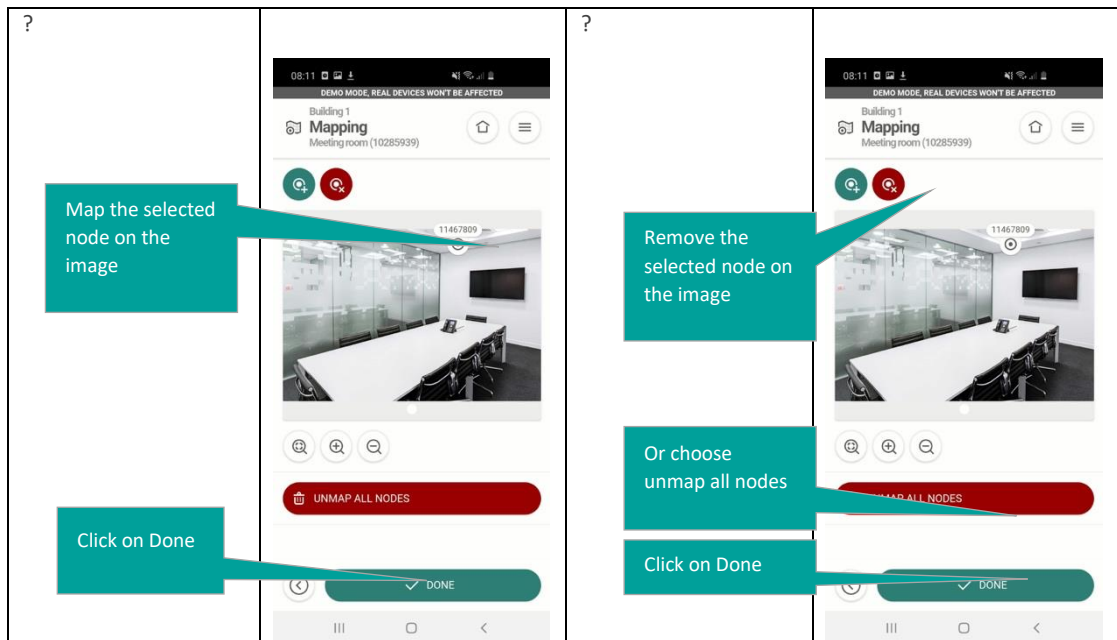 ?
08:11
DEMO MODE, REAL DEVICES WON'T BE AFFECTED
Building 1
Mapping
Meeting room (10285939)
Map the selected
node on the
image
11467809
UNMAP ALL NODES
Click on Done
DONE
?
08:11
DEMO MODE, REAL DEVICES WON'T BE AFFECTED
Building 1
Mapping
Meeting room (10285939)
Remove the
selected node on
the image
11467809
Or choose
unmap all nodes
UNMAP ALL NODES
Click on Done
DONE